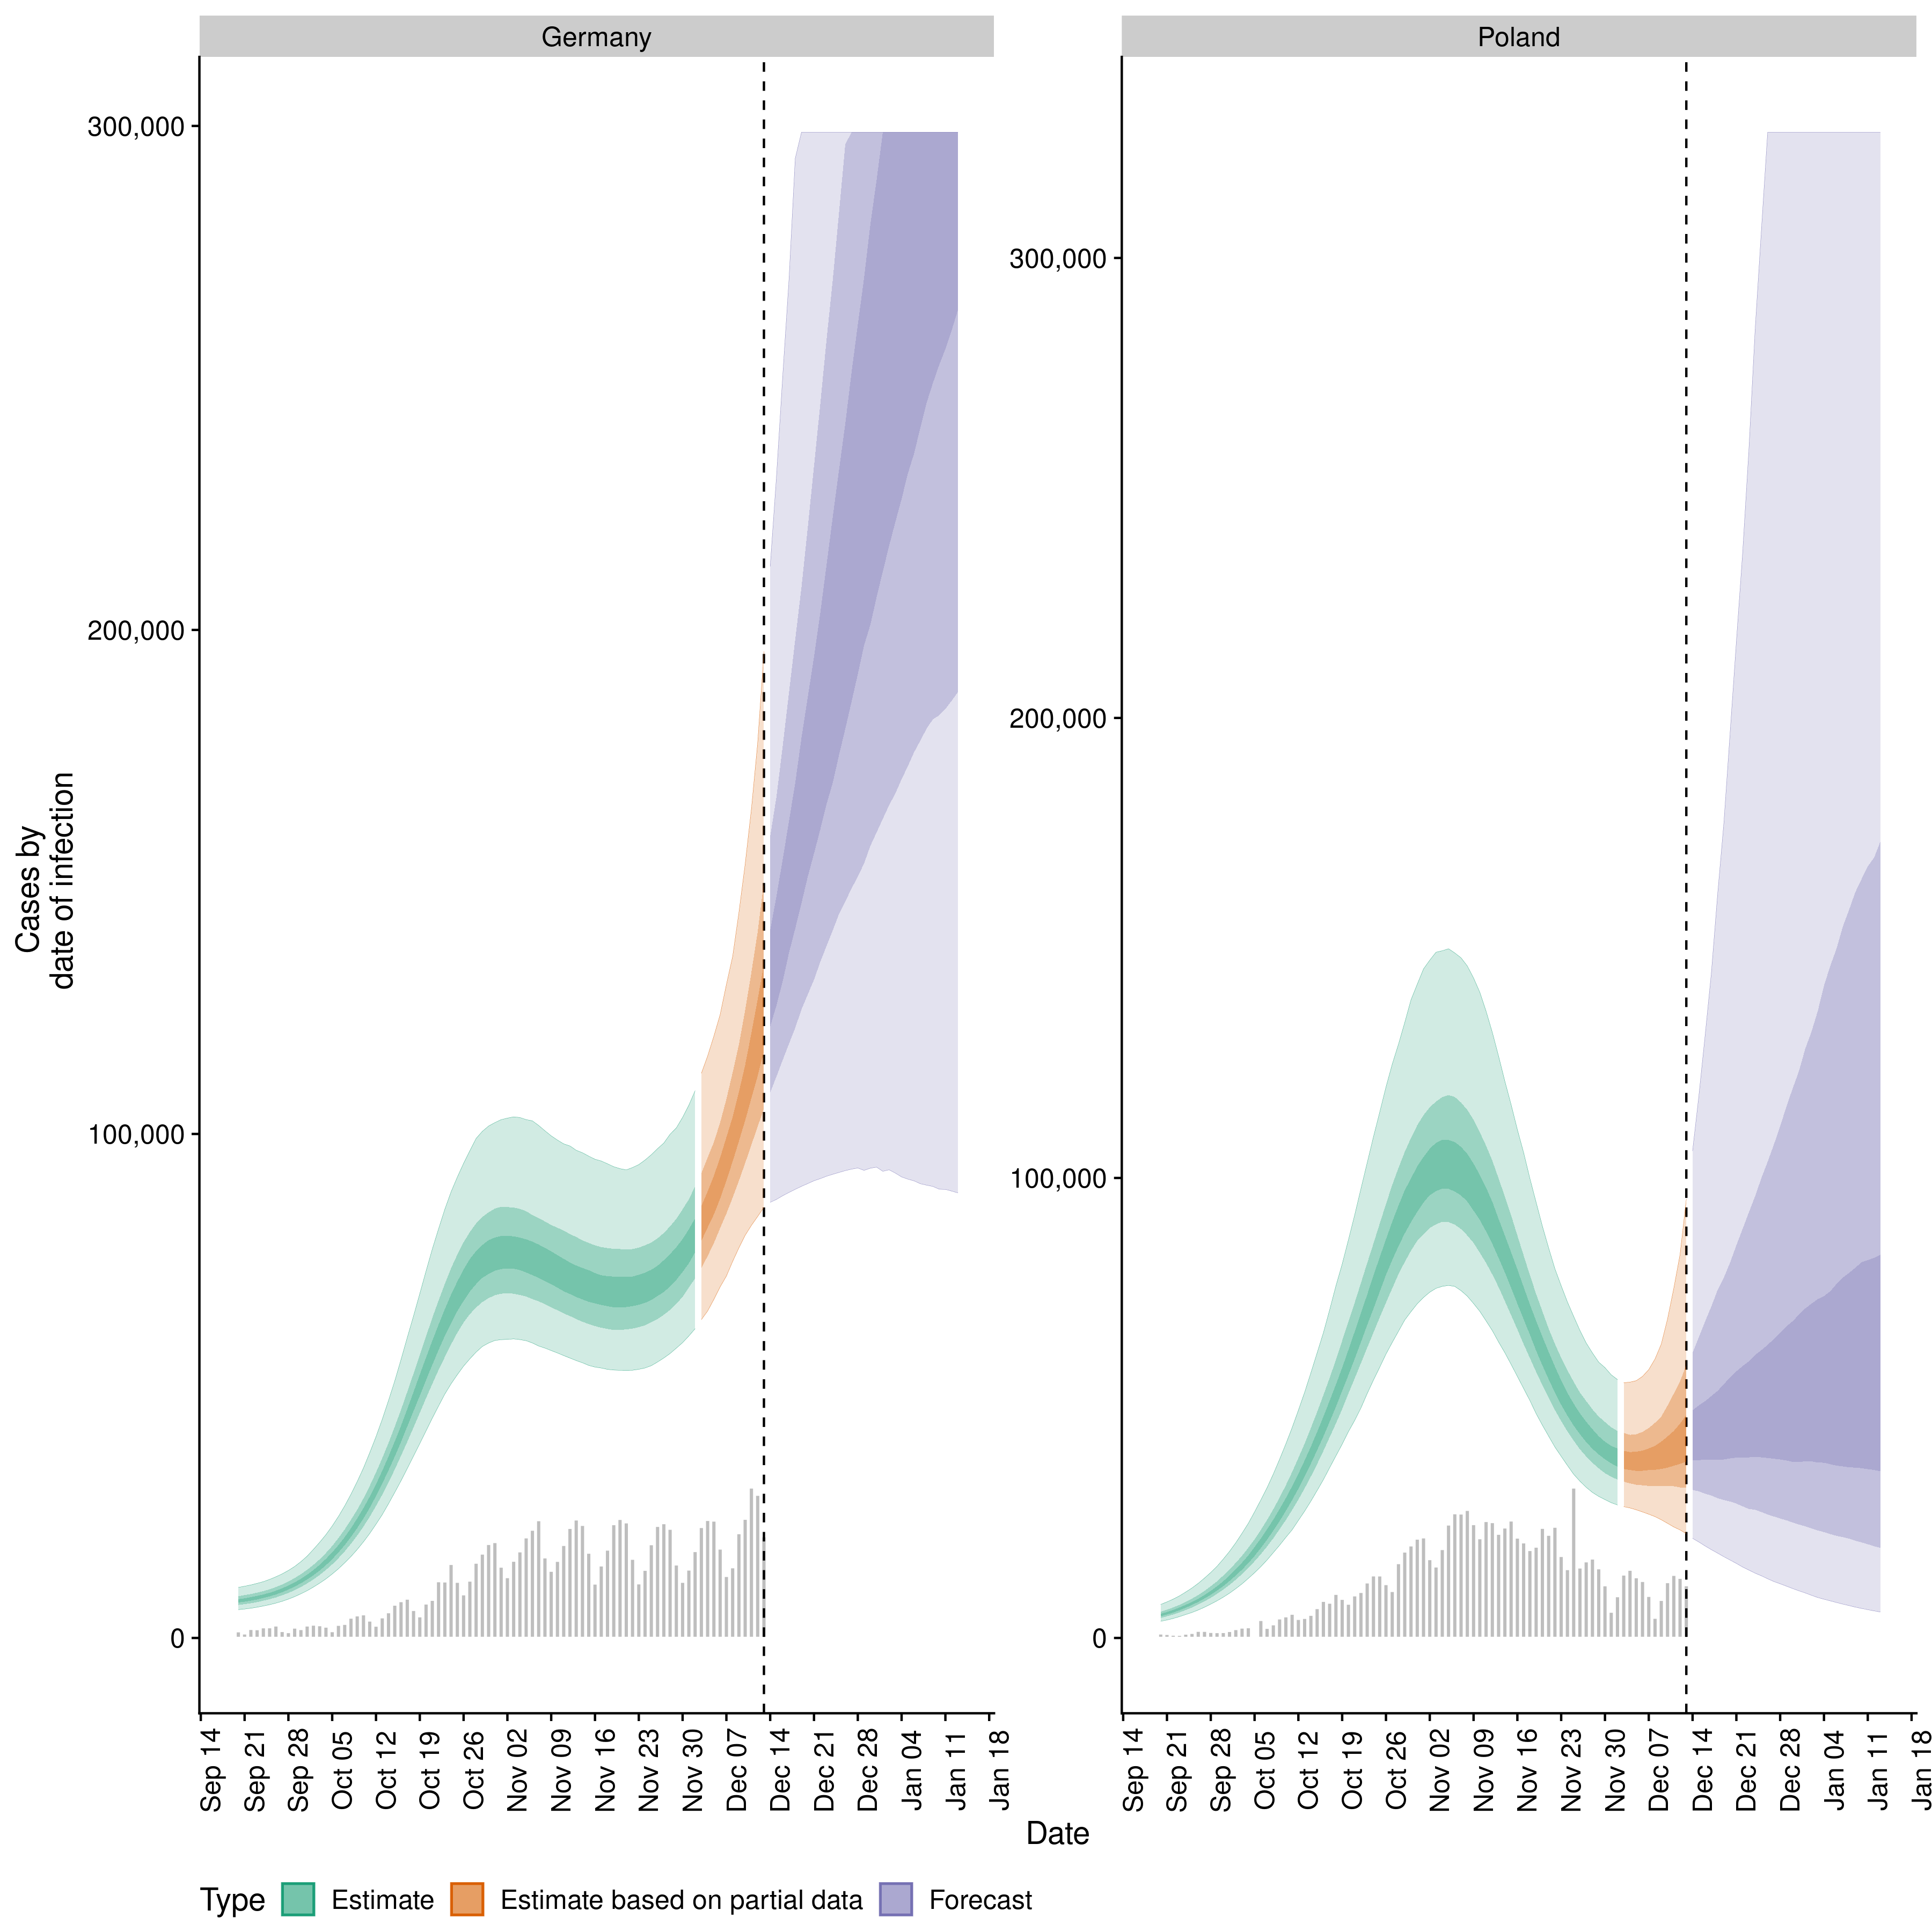 Germany
Poland
Cases by
date of infection
300,000
200,000
100,000
0
300,000
200,000
100,000
0
Sep 14
Sep 21
Sep 28
Oct 05
Oct 12
Oct 19
Oct 26
Nov 02
Nov 09
Nov 16
Nov 23
Nov 30
Dec 07
Dec 14
Dec 21
Dec 28
Jan 04
Jan 11
Jan 18
Sep 14
Sep 21
Sep 28
Oct 05
Oct 12
Oct 19
Oct 26
Nov 02
Nov 09
Nov 16
Nov 23
Nov 30
Dec 07
Dec 14
Dec 21
Dec 28
Jan 04
Jan 11
Jan 18
Date
Type Estimate Estimate based on partial data Forecast